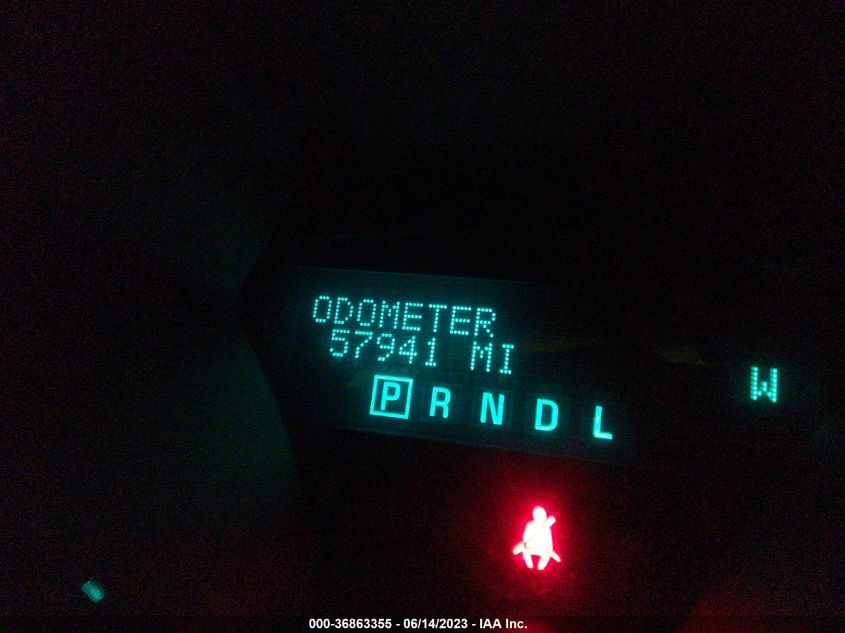 ODOMETER
57941 MI
P R N D L
W
000-36863355 - 06/14/2023 - IAA Inc.